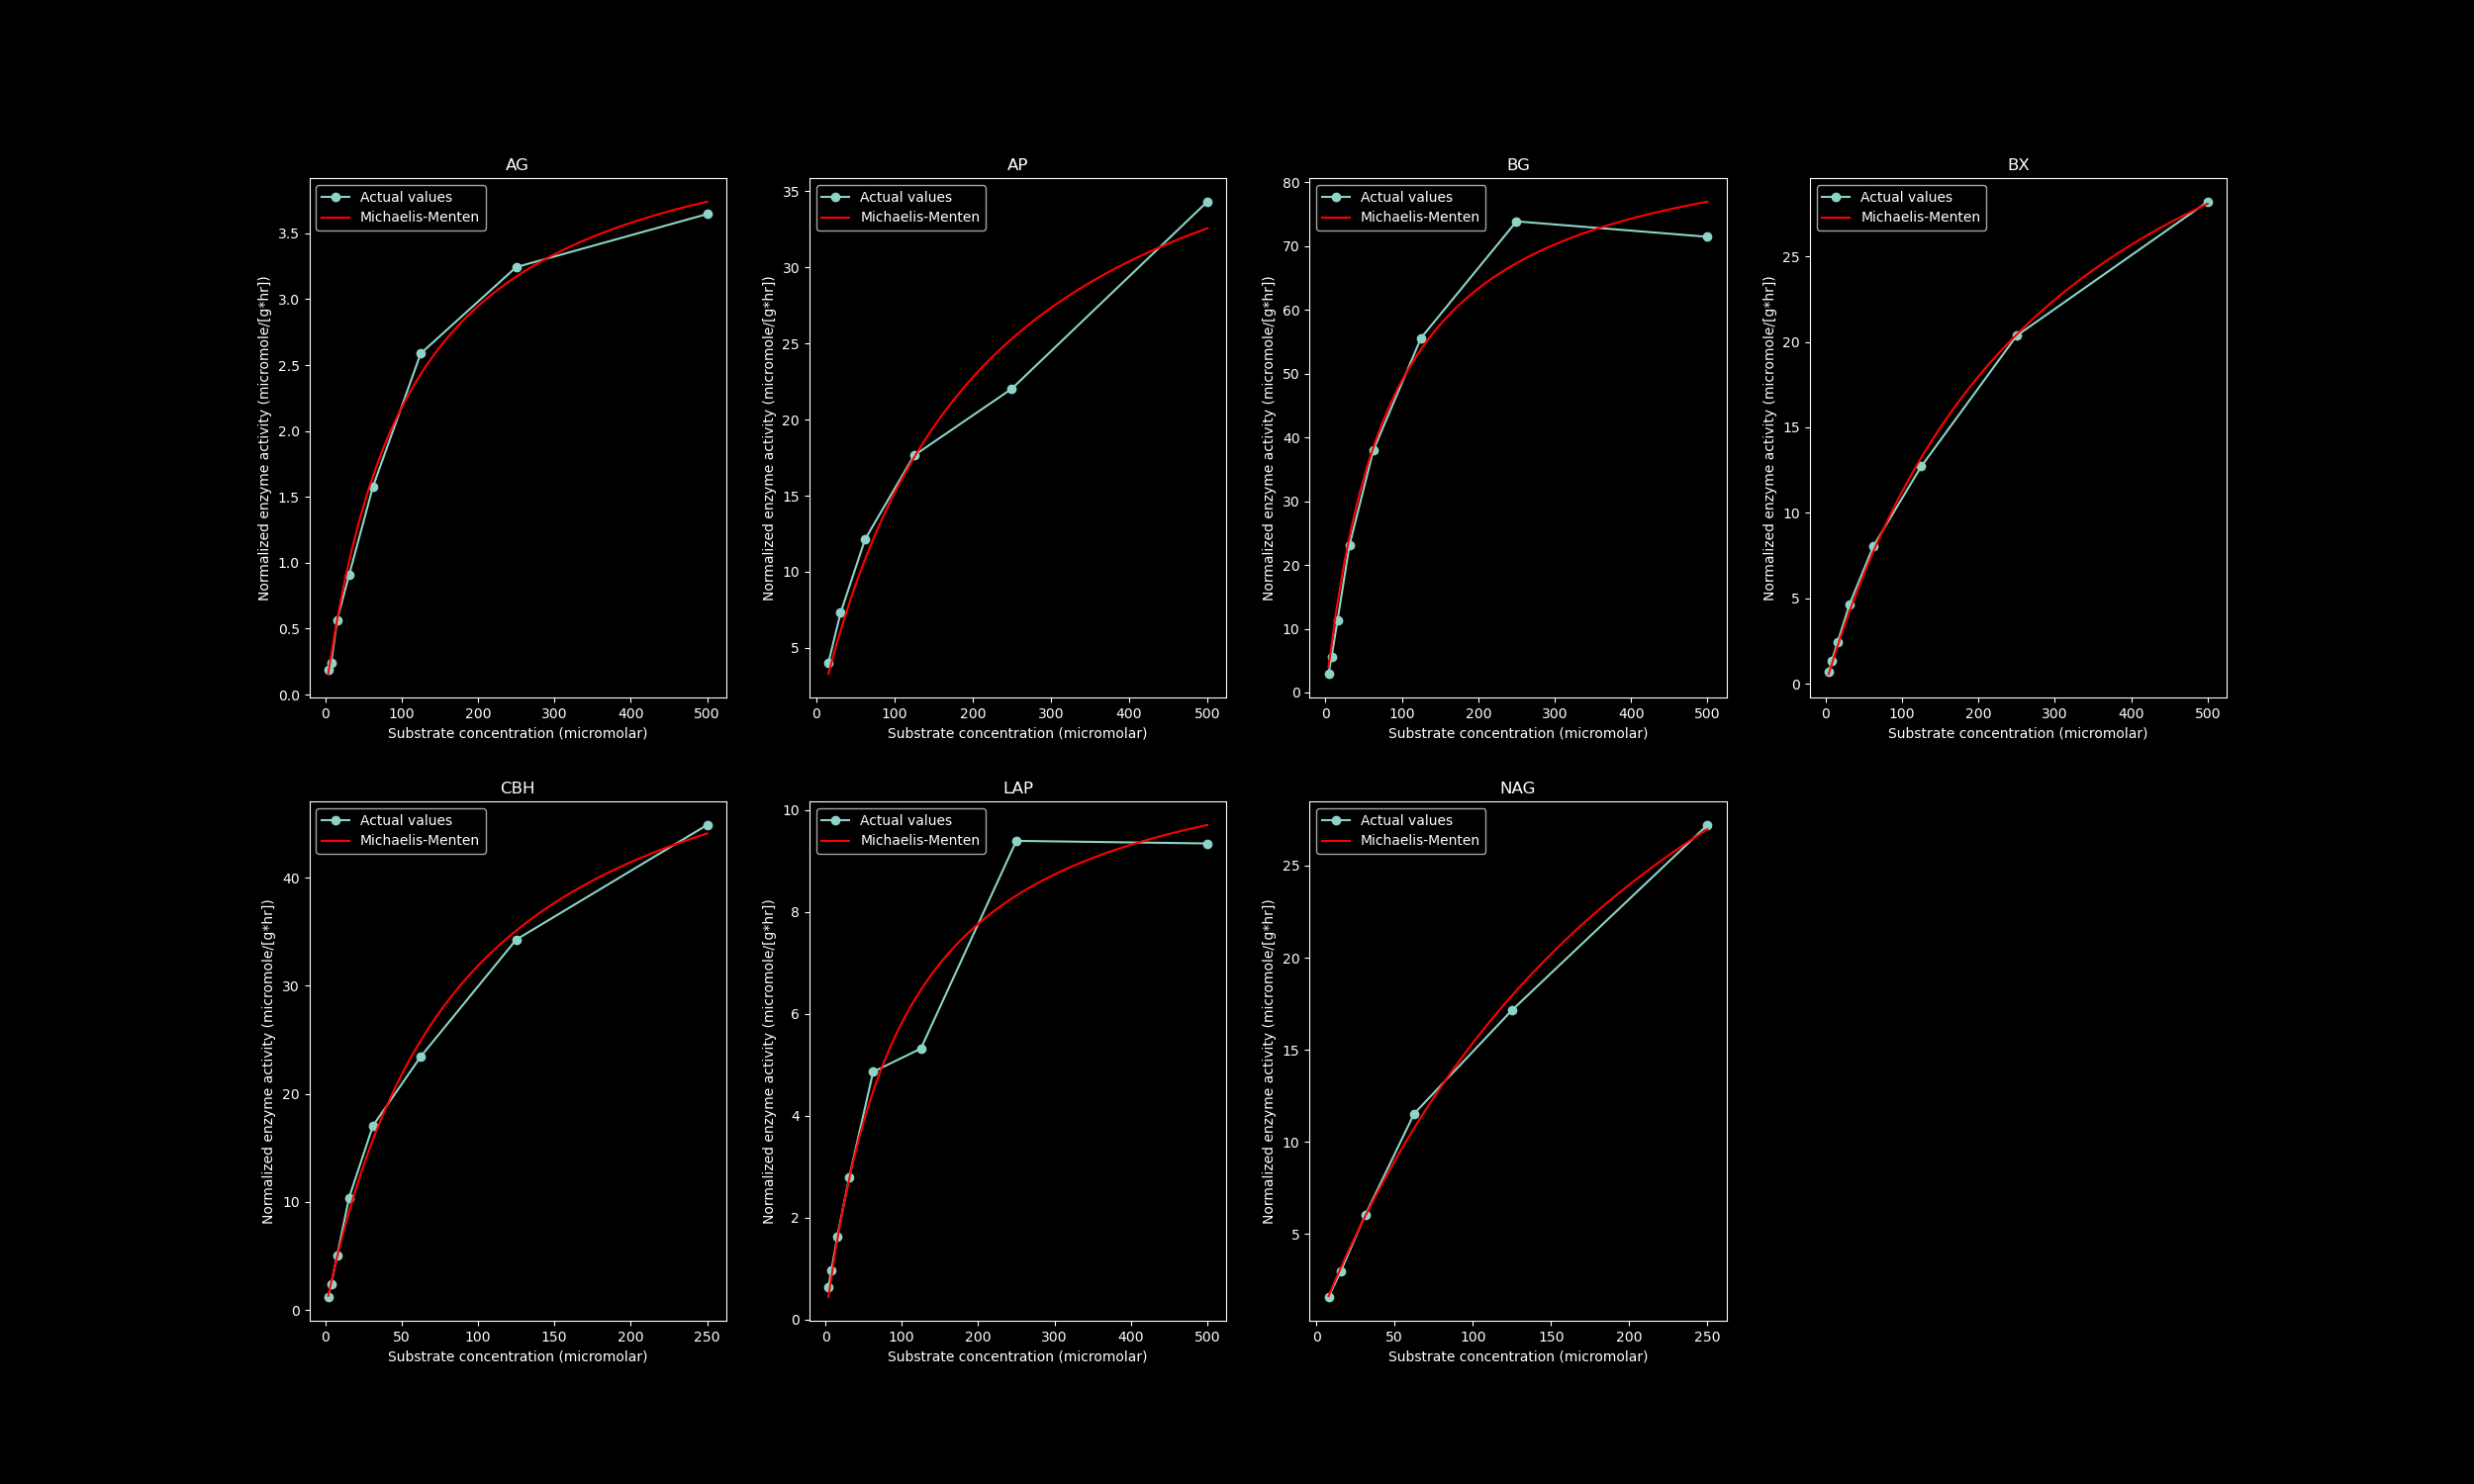 AG
Actual values
Michaelis-Menten
Normalized enzyme activity (micromole/[g*hr])
3.5
3.0
2.5
2.0
1.5
1.0
0.5
0.0
0 100 200 300 400 500
Substrate concentration (micromolar)
AP
Actual values
Michaelis-Menten
Normalized enzyme activity (micromole/[g*hr])
35
30
25
20
15
10
5
0 100 200 300 400 500
Substrate concentration (micromolar)
BG
Actual values
Michaelis-Menten
Normalized enzyme activity (micromole/[g*hr])
80
70
60
50
40
30
20
10
0
0 100 200 300 400 500
Substrate concentration (micromolar)
BX
Actual values
Michaelis-Menten
Normalized enzyme activity (micromole/[g*hr])
25
20
15
10
5
0
0 100 200 300 400 500
Substrate concentration (micromolar)
CBH
Actual values
Michaelis-Menten
Normalized enzyme activity (micromole/[g*hr])
40
30
20
10
0
0 50 100 150 200 250
Substrate concentration (micromolar)
LAP
Actual values
Michaelis-Menten
Normalized enzyme activity (micromole/[g*hr])
10
8
6
4
2
0
0 100 200 300 400 500
Substrate concentration (micromolar)
NAG
Actual values
Michaelis-Menten
Normalized enzyme activity (micromole/[g*hr])
25
20
15
10
5
0 50 100 150 200 250
Substrate concentration (micromolar)